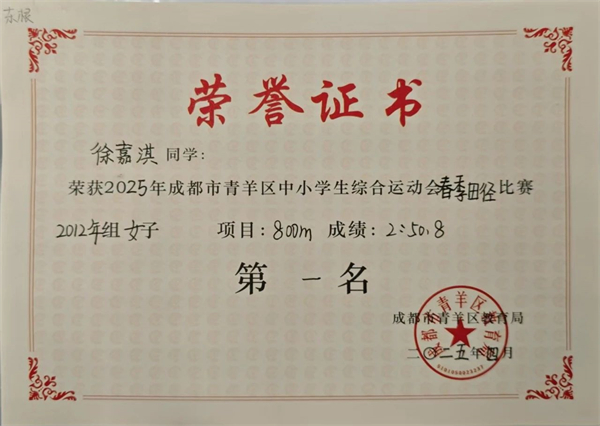 东服
荣誉证书
徐嘉淇 同学:
荣获2025年成都市青羊区中小学生综合运动会春季田径比赛
2012年组 女子 项目: 800m 成绩: 2:50.8
第 一 名
成都市青羊区教育局
二〇二五年四月